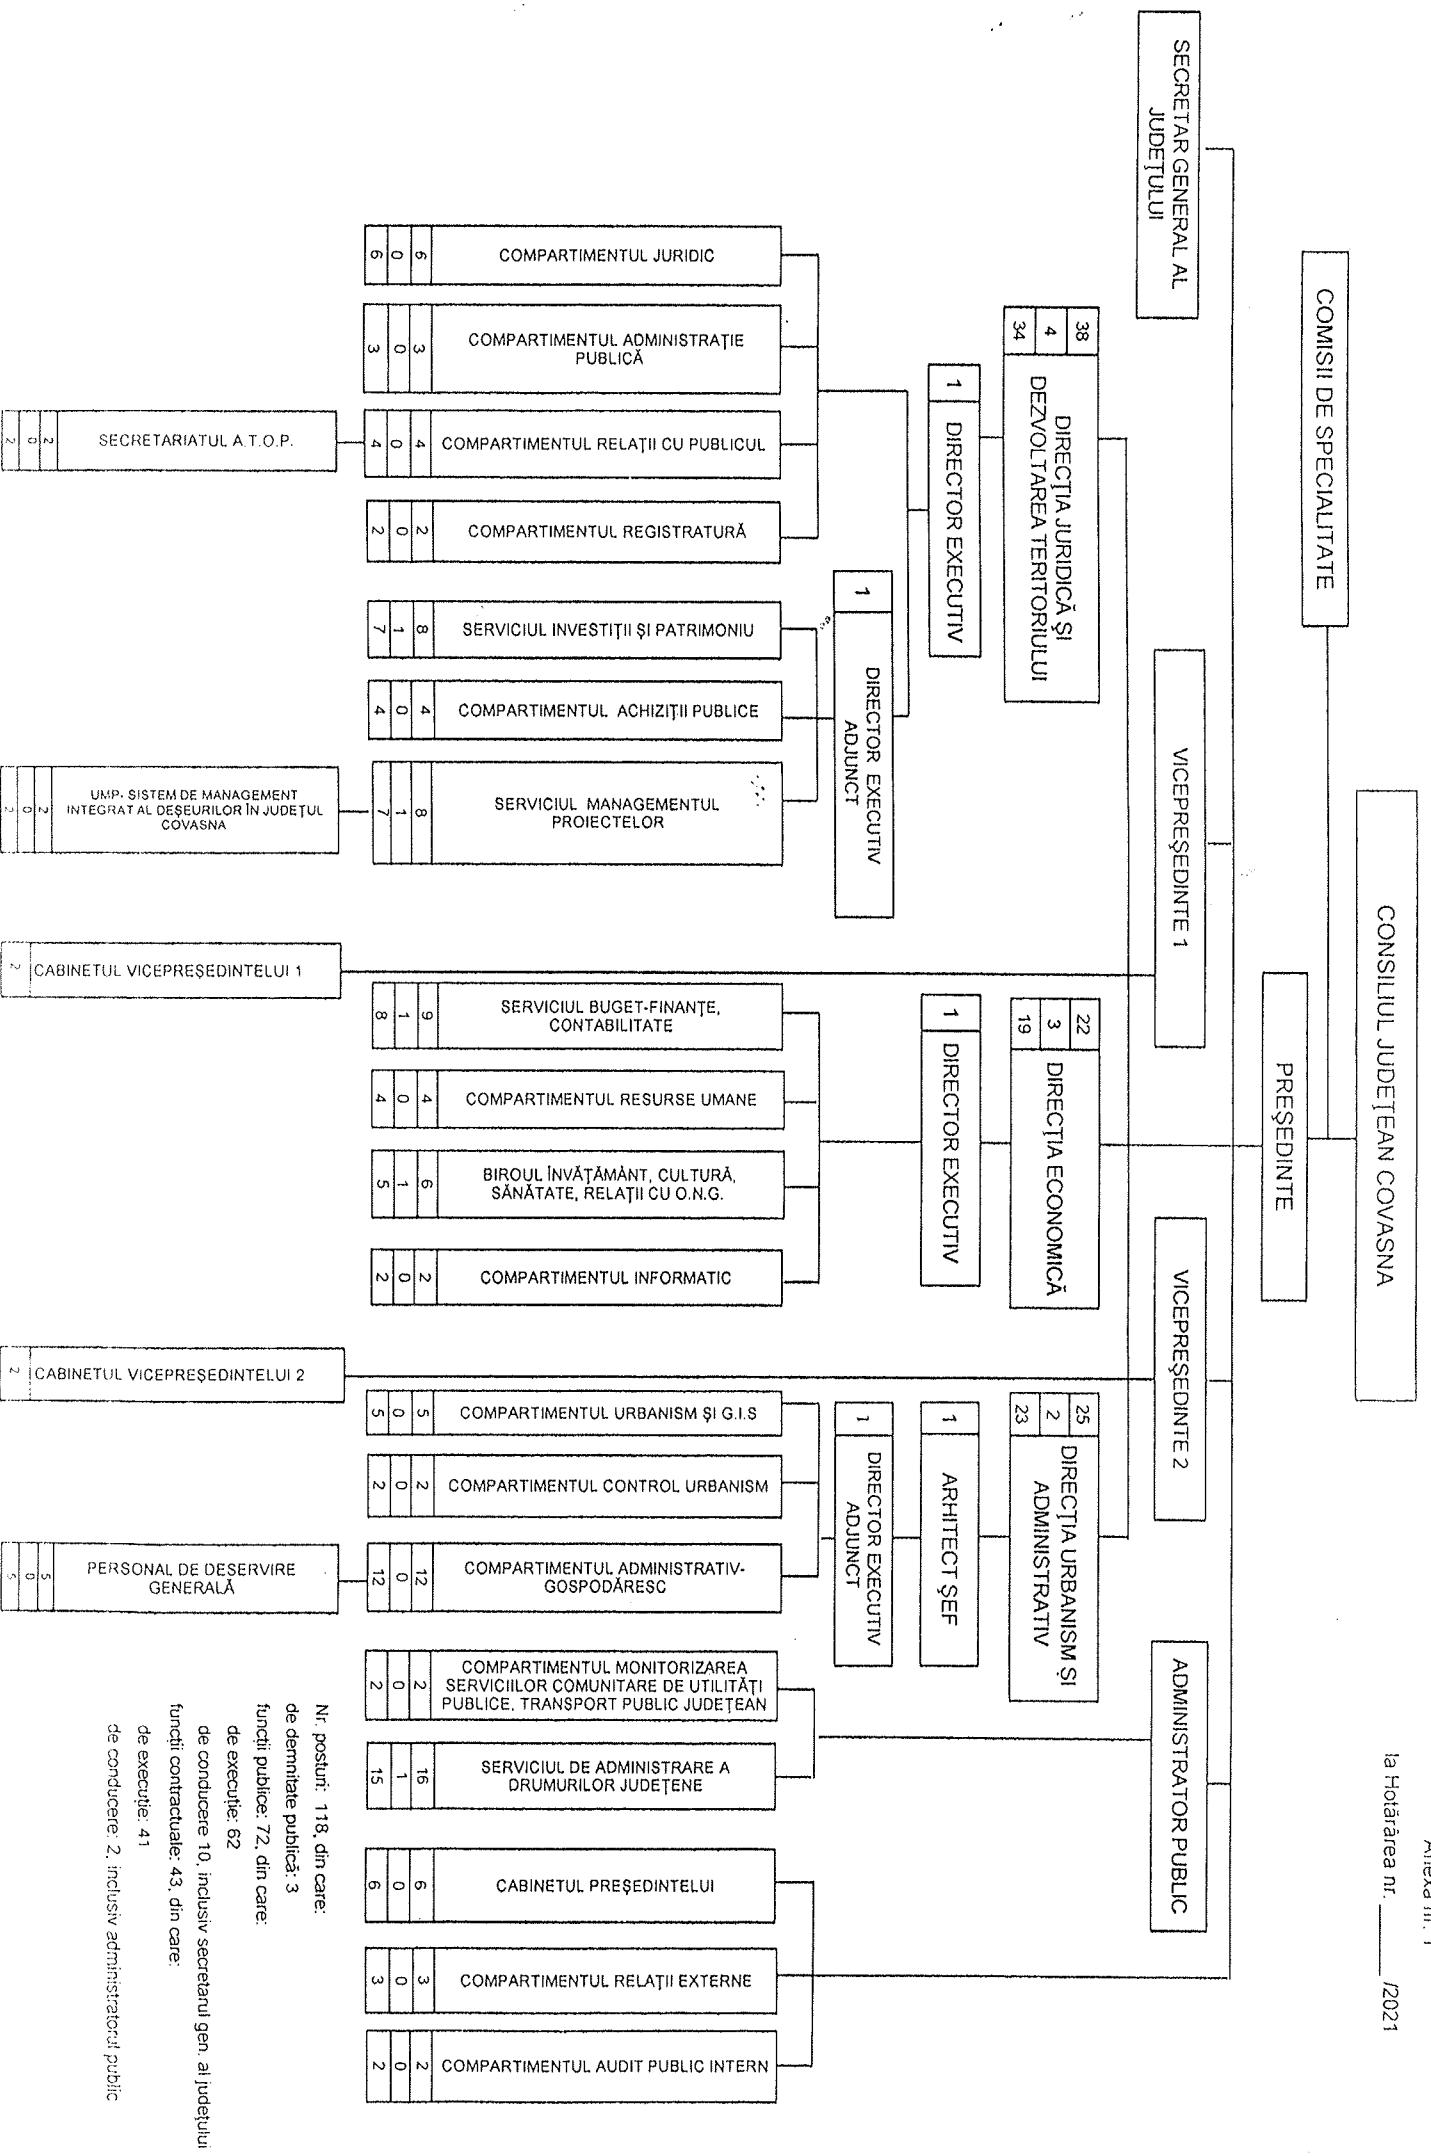 Anexa nr. 1
la Hotărârea nr. ______ /2021
CONSILIUL JUDEȚEAN COVASNA
COMISII DE SPECIALITATE
PREȘEDINTE
SECRETAR GENERAL AL
JUDEȚULUI
VICEPREȘEDINTE 1
VICEPREȘEDINTE 2
ADMINISTRATOR PUBLIC
38
4
34
DIRECȚIA JURIDICĂ ȘI
DEZVOLTAREA TERITORIULUI
22
3
19
DIRECȚIA ECONOMICĂ
25
2
23
DIRECȚIA URBANISM ȘI
ADMINISTRATIV
1
DIRECTOR EXECUTIV
1
DIRECTOR EXECUTIV
1
ARHITECT ȘEF
1
DIRECTOR EXECUTIV
ADJUNCT
1
DIRECTOR EXECUTIV
ADJUNCT
COMPARTIMENTUL JURIDIC
6
0
6
COMPARTIMENTUL ADMINISTRAȚIE
PUBLICĂ
3
0
3
COMPARTIMENTUL RELAȚII CU PUBLICUL
4
0
4
SECRETARIATUL A.T.O.P.
2
0
2
COMPARTIMENTUL REGISTRATURĂ
2
0
2
SERVICIUL INVESTIȚII ȘI PATRIMONIU
8
1
7
COMPARTIMENTUL ACHIZIȚII PUBLICE
4
0
4
SERVICIUL MANAGEMENTUL
PROIECTELOR
8
1
7
UMP- SISTEM DE MANAGEMENT
INTEGRAT AL DEȘEURILOR ÎN JUDEȚUL
COVASNA
2
0
2
CABINETUL VICEPREȘEDINTELUI 1
2
SERVICIUL BUGET-FINANȚE,
CONTABILITATE
9
1
8
COMPARTIMENTUL RESURSE UMANE
4
0
4
BIROUL ÎNVĂȚĂMÂNT, CULTURĂ,
SĂNĂTATE, RELAȚII CU O.N.G.
6
1
5
COMPARTIMENTUL INFORMATIC
2
0
2
CABINETUL VICEPREȘEDINTELUI 2
2
COMPARTIMENTUL URBANISM ȘI G.I.S
5
0
5
COMPARTIMENTUL CONTROL URBANISM
2
0
2
COMPARTIMENTUL ADMINISTRATIV-
GOSPODĂRESC
12
0
12
PERSONAL DE DESERVIRE
GENERALĂ
5
0
5
COMPARTIMENTUL MONITORIZAREA
SERVICIILOR COMUNITARE DE UTILITĂȚI
PUBLICE, TRANSPORT PUBLIC JUDEȚEAN
2
0
2
SERVICIUL DE ADMINISTRARE A
DRUMURILOR JUDEȚENE
16
1
15
CABINETUL PREȘEDINTELUI
6
0
6
COMPARTIMENTUL RELAȚII EXTERNE
3
0
3
COMPARTIMENTUL AUDIT PUBLIC INTERN
2
0
2
Nr. posturi: 118, din care:
de demnitate publică: 3
funcții publice: 72, din care:
de execuție: 62
de conducere 10, inclusiv secretarul gen. al județului
funcții contractuale: 43, din care:
de execuție: 41
de conducere: 2, inclusiv administratorul public